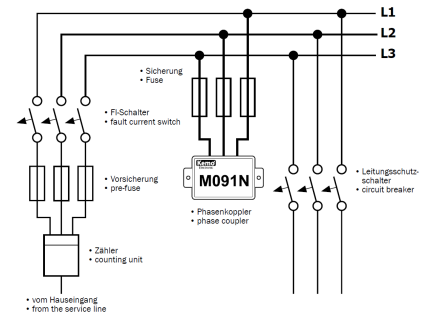 L1
L2
L3
• Sicherung
• Fuse
• FI-Schalter
• fault current switch
Kemo
M091N
• Vorsicherung
• pre-fuse
• Leitungsschutz-
schalter
• circuit breaker
• Phasenkoppler
• phase coupler
• Zähler
• counting unit
• vom Hauseingang
• from the service line